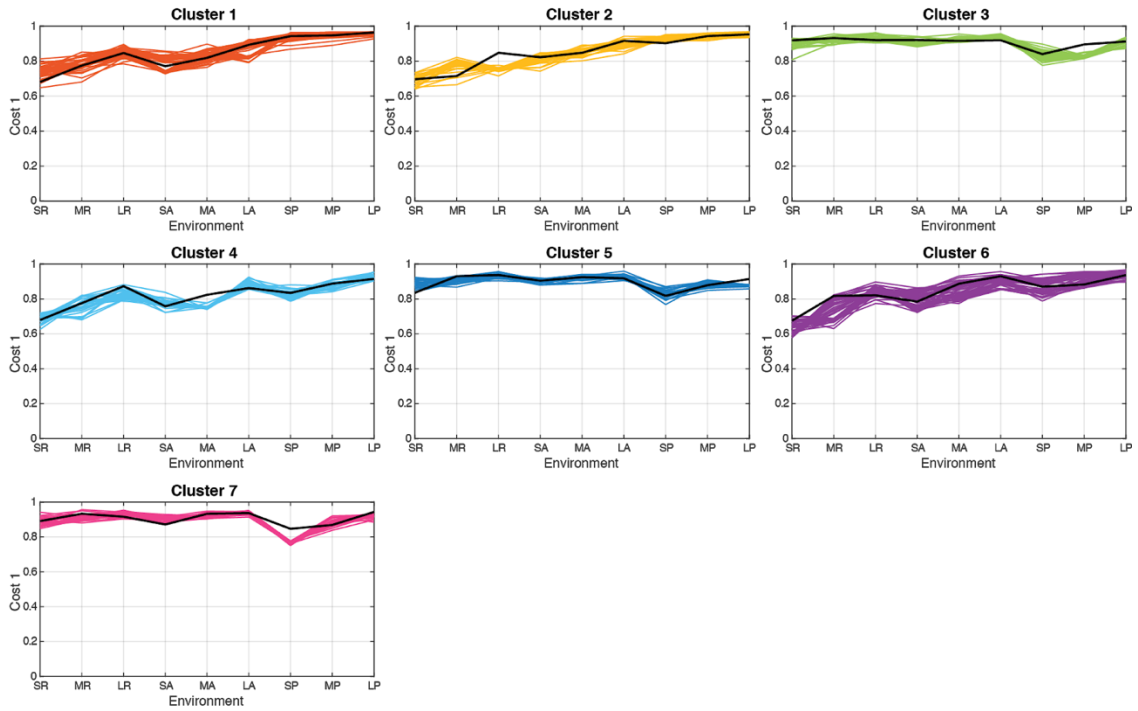 Cluster 1
1
0.8
0.6
0.4
0.2
0
Cost 1
SR MR LR SA MA LA SP MP LP
Environment
Cluster 2
1
0.8
0.6
0.4
0.2
0
Cost 1
SR MR LR SA MA LA SP MP LP
Environment
Cluster 3
1
0.8
0.6
0.4
0.2
0
Cost 1
SR MR LR SA MA LA SP MP LP
Environment
Cluster 4
1
0.8
0.6
0.4
0.2
0
Cost 1
SR MR LR SA MA LA SP MP LP
Environment
Cluster 5
1
0.8
0.6
0.4
0.2
0
Cost 1
SR MR LR SA MA LA SP MP LP
Environment
Cluster 6
1
0.8
0.6
0.4
0.2
0
Cost 1
SR MR LR SA MA LA SP MP LP
Environment
Cluster 7
1
0.8
0.6
0.4
0.2
0
Cost 1
SR MR LR SA MA LA SP MP LP
Environment